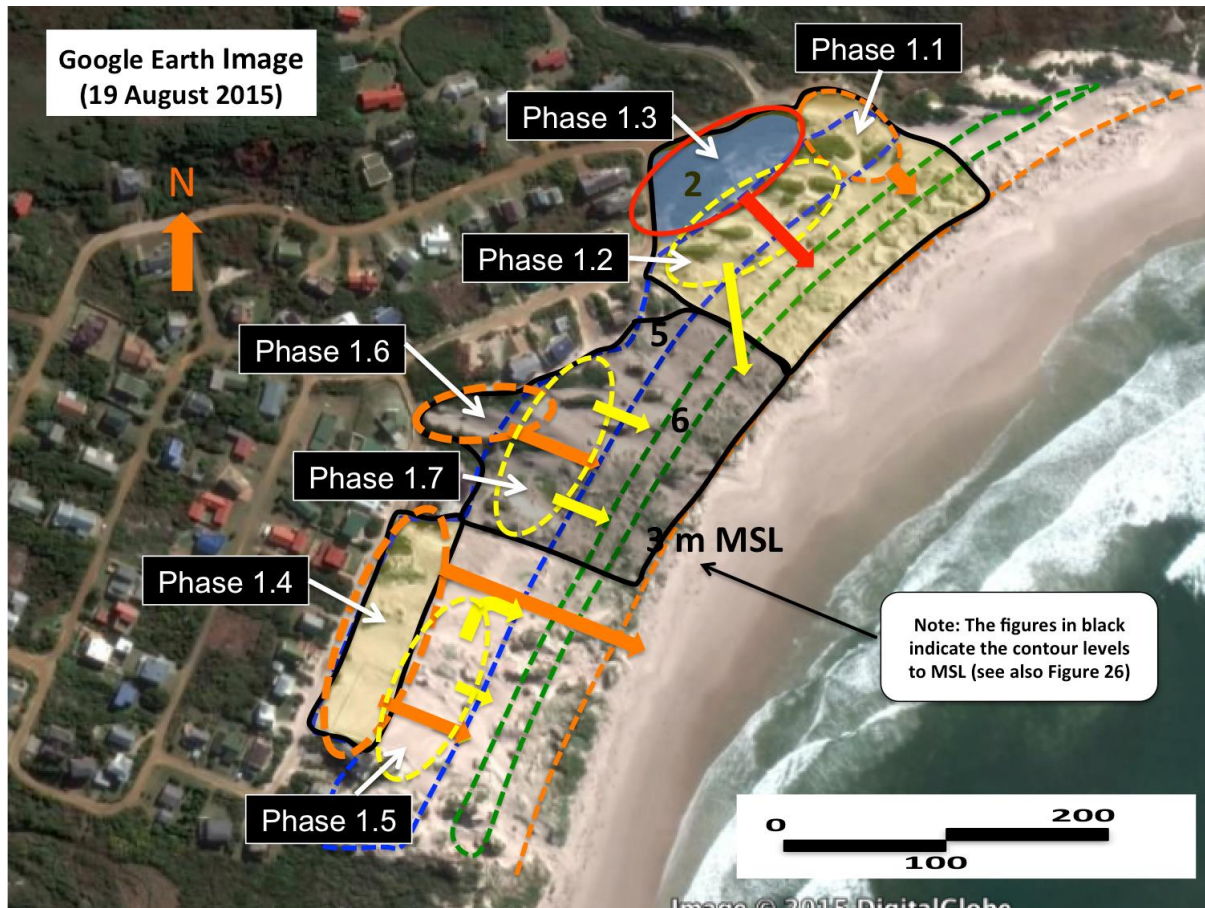 Google Earth Image
(19 August 2015)
Phase 1.1
Phase 1.3
N
2
Phase 1.2
5
Phase 1.6
6
Phase 1.7
3 m MSL
Phase 1.4
Note: The figures in black
indicate the contour levels
to MSL (see also Figure 26)
Phase 1.5
0
200
100
Image © 2015 DigitalGlobe